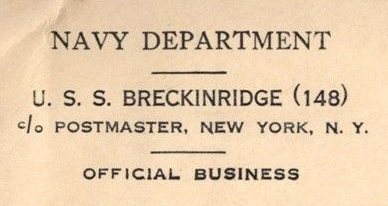 NAVY DEPARTMENT
U. S. S. BRECKINRIDGE (148)
c/o POSTMASTER, NEW YORK, N. Y.
OFFICIAL BUSINESS